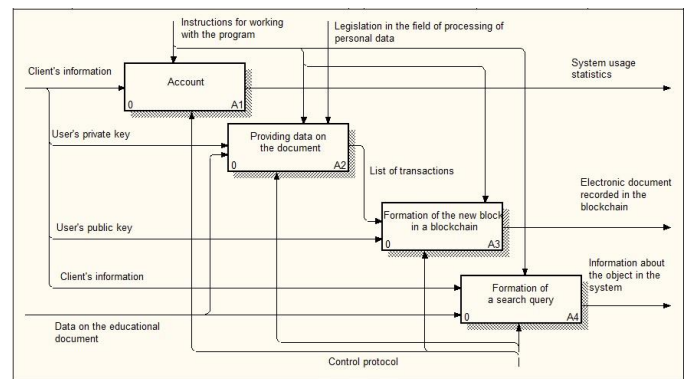 Instructions for working
with the program
Legislation in the field of processing of
personal data
Client's information
Account
0
A1
System usage
statistics
User's private key
Providing data on
the document
0
A2
List of transactions
Electronic document
recorded in the
blockchain
User's public key
Formation of the new block
in a blockchain
0
A3
Client's information
Information about
the object in the
system
Formation of
a search query
0
A4
Data on the educational
document
Control protocol